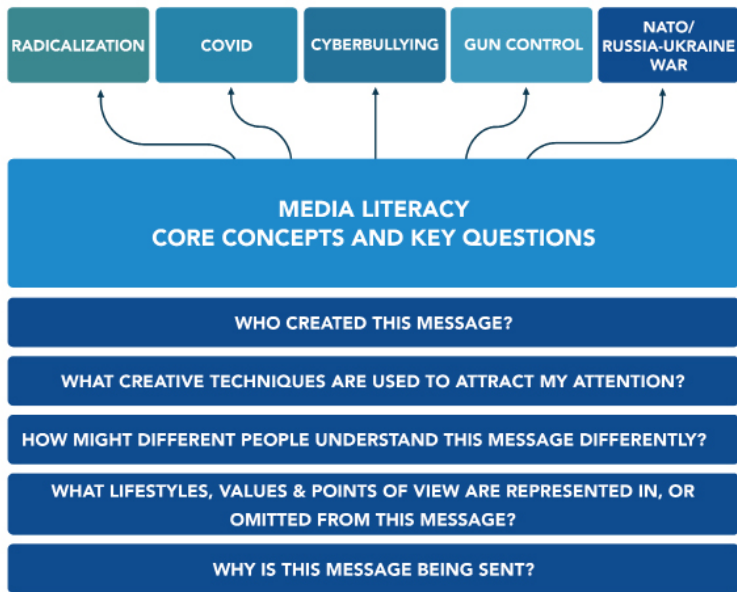 RADICALIZATION
COVID
CYBERBULLYING
GUN CONTROL
NATO/
RUSSIA-UKRAINE
WAR
MEDIA LITERACY
CORE CONCEPTS AND KEY QUESTIONS
WHO CREATED THIS MESSAGE?
WHAT CREATIVE TECHNIQUES ARE USED TO ATTRACT MY ATTENTION?
HOW MIGHT DIFFERENT PEOPLE UNDERSTAND THIS MESSAGE DIFFERENTLY?
WHAT LIFESTYLES, VALUES & POINTS OF VIEW ARE REPRESENTED IN, OR
OMITTED FROM THIS MESSAGE?
WHY IS THIS MESSAGE BEING SENT?